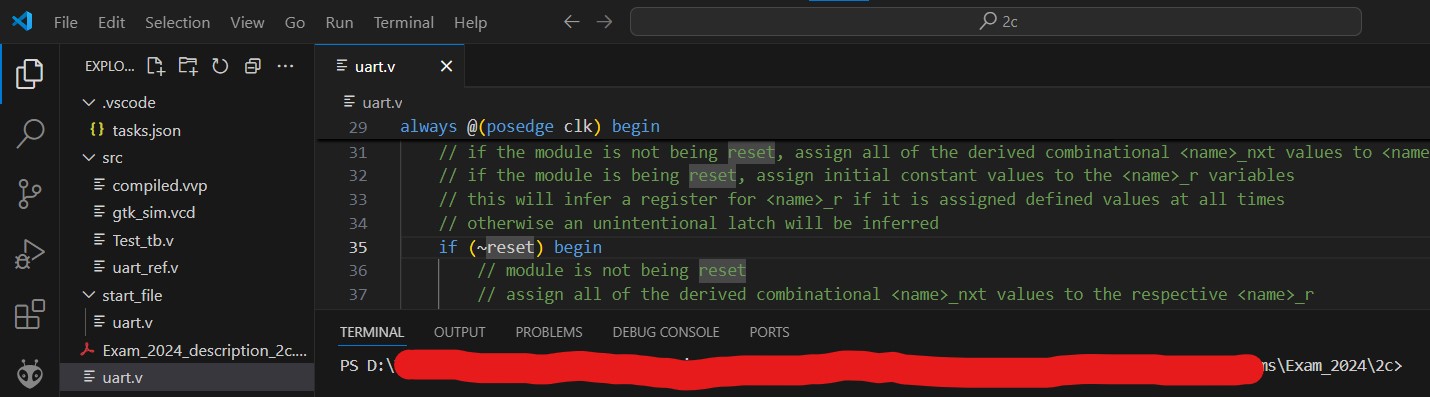 File Edit Selection View Go Run Terminal Help 2c
EXPLO... uart.v
.vscode
tasks.json
src
compiled.vvp
gtk_sim.vcd
Test_tb.v
uart_ref.v
start_file
uart.v
Exam_2024_description_2c....
uart.v
uart.v
29 always @(posedge clk) begin
31 // if the module is not being reset, assign all of the derived combinational <name>_nxt values to <name
32 // if the module is being reset, assign initial constant values to the <name>_r variables
33 // this will infer a register for <name>_r if it is assigned defined values at all times
34 // otherwise an unintentional latch will be inferred
35 if (~reset) begin
36 // module is not being reset
37 // assign all of the derived combinational <name>_nxt values to the respective <name>_r
TERMINAL OUTPUT PROBLEMS DEBUG CONSOLE PORTS
PS D:\ ms\Exam_2024\2c>